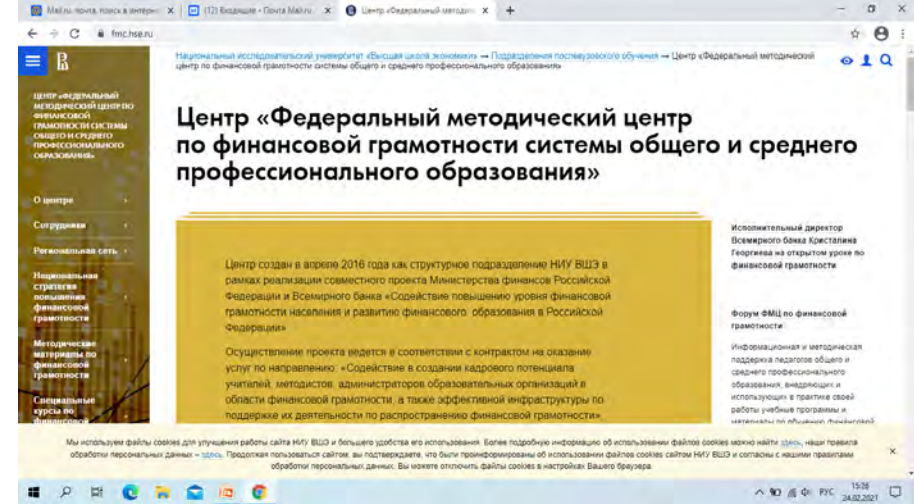 Mail.ru: почта, поиск в интерн
(12) Входящие - Почта Mail.ru
Центр «Федеральный методич
fmc.hse.ru
Национальный исследовательский университет «Высшая школа экономики» → Подразделения послевузовского обучения → Центр «Федеральный методический
центр по финансовой грамотности системы общего и среднего профессионального образования»
ЦЕНТР «ФЕДЕРАЛЬНЫЙ
МЕТОДИЧЕСКИЙ ЦЕНТР ПО
ФИНАНСОВОЙ
ГРАМОТНОСТИ СИСТЕМЫ
ОБЩЕГО И СРЕДНЕГО
ПРОФЕССИОНАЛЬНОГО
ОБРАЗОВАНИЯ»
О центре
Сотрудники
Региональная сеть
Национальная
стратегия
повышения
финансовой
грамотности
Методические
материалы по
финансовой
грамотности
Специальные
курсы по
финансовой
Центр «Федеральный методический центр
по финансовой грамотности системы общего и среднего
профессионального образования»
Центр создан в апреле 2016 года как структурное подразделение НИУ ВШЭ в
рамках реализации совместного проекта Министерства финансов Российской
Федерации и Всемирного банка «Содействие повышению уровня финансовой
грамотности населения и развитию финансового образования в Российской
Федерации»
Осуществление проекта ведется в соответствии с контрактом на оказание
услуг по направлению: «Содействие в создании кадрового потенциала
учителей, методистов, администраторов образовательных организаций в
области финансовой грамотности, а также эффективной инфраструктуры по
поддержке их деятельности по распространению финансовой грамотности».
Исполнительный директор
Всемирного банка Кристалина
Георгиева на открытом уроке по
финансовой грамотности
Форум ФМЦ по финансовой
грамотности
Информационная и методическая
поддержка педагогов общего и
среднего профессионального
образования, внедряющих и
использующих в практике своей
работы учебные программы и
материалы по обучению финансовой
Мы используем файлы cookies для улучшения работы сайта НИУ ВШЭ и большего удобства его использования. Более подробную информацию об использовании файлов cookies можно найти здесь, наши правила
обработки персональных данных – здесь. Продолжая пользоваться сайтом, вы подтверждаете, что были проинформированы об использовании файлов cookies сайтом НИУ ВШЭ и согласны с нашими правилами
обработки персональных данных. Вы можете отключить файлы cookies в настройках Вашего браузера.
РУС
15:26
24.02.2021